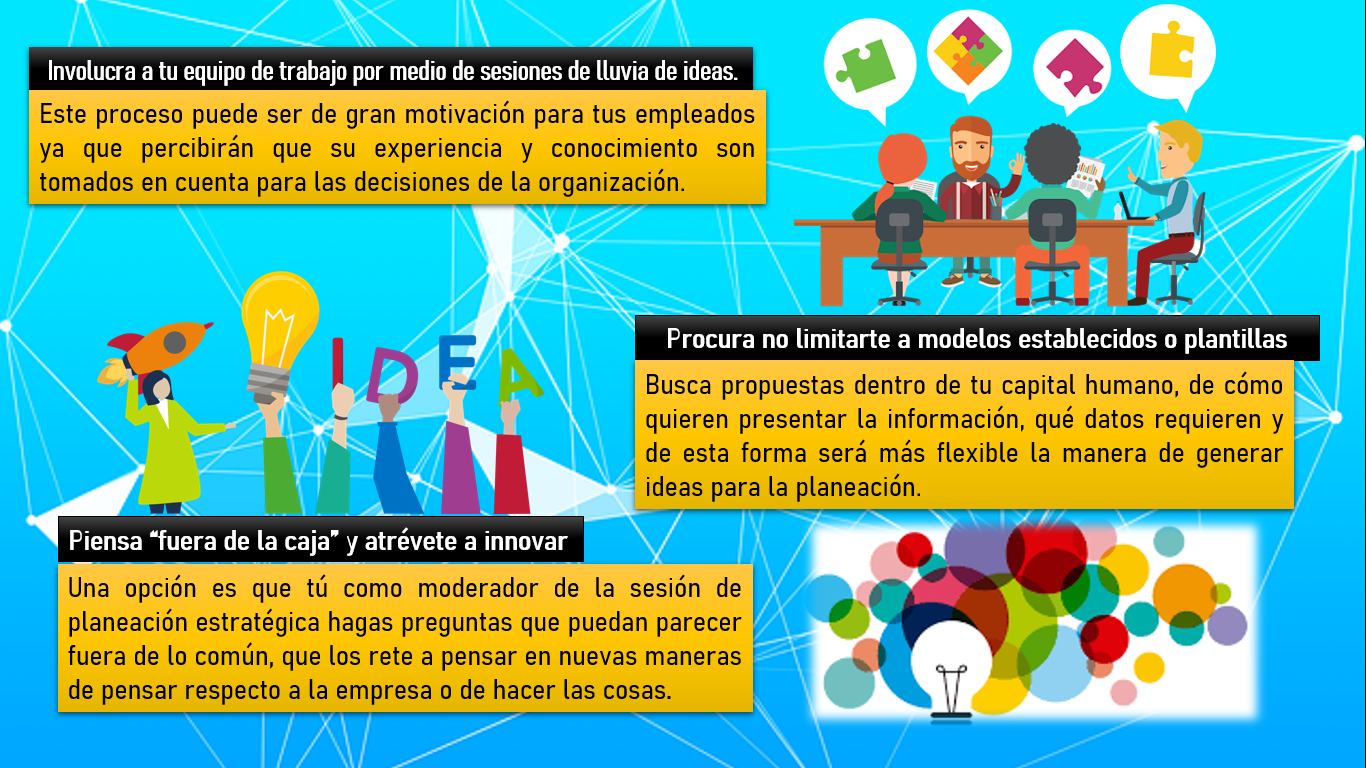 Involucra a tu equipo de trabajo por medio de sesiones de lluvia de ideas.
Este proceso puede ser de gran motivación para tus empleados
ya que percibirán que su experiencia y conocimiento son
tomados en cuenta para las decisiones de la organización.
IDEA
Procura no limitarte a modelos establecidos o plantillas
Busca propuestas dentro de tu capital humano, de cómo
quieren presentar la información, qué datos requieren y
de esta forma será más flexible la manera de generar
ideas para la planeación.
Piensa “fuera de la caja” y atrévete a innovar
Una opción es que tú como moderador de la sesión de
planeación estratégica hagas preguntas que puedan parecer
fuera de lo común, que los rete a pensar en nuevas maneras
de pensar respecto a la empresa o de hacer las cosas.